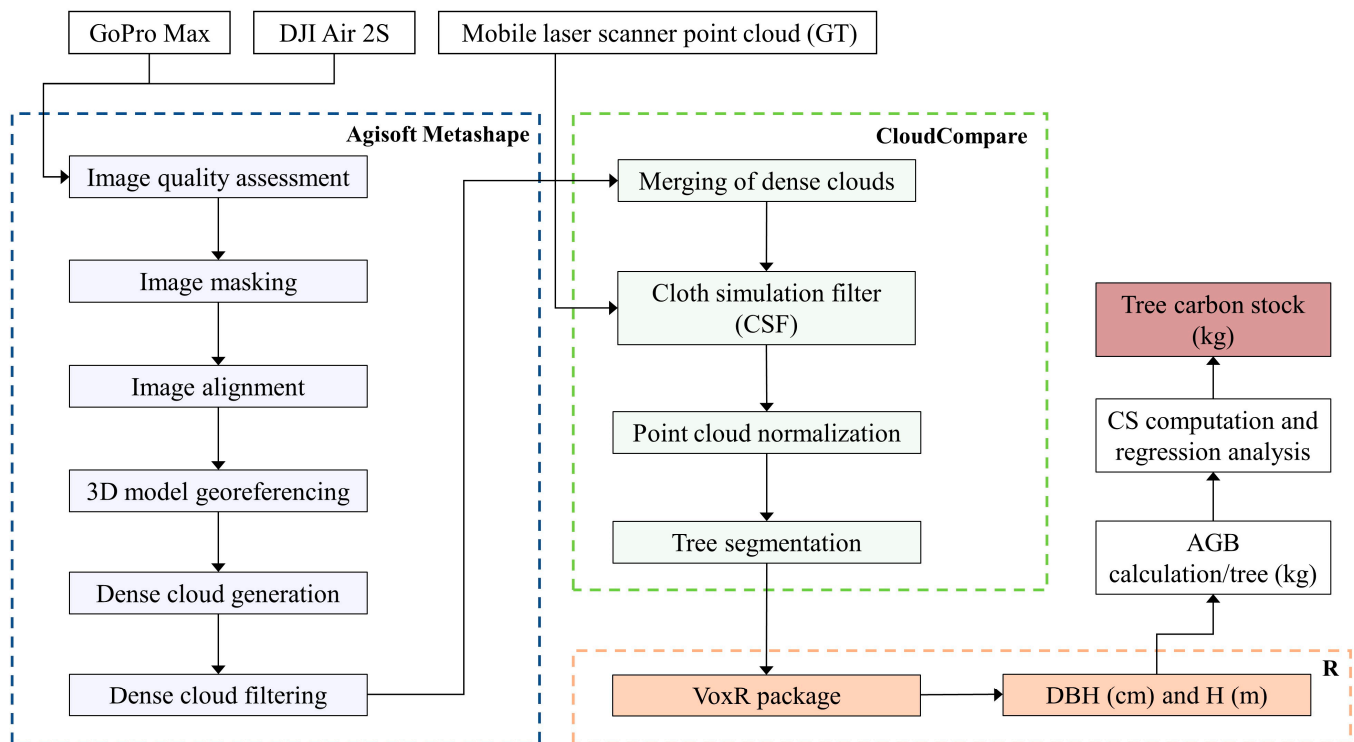 GoPro Max
DJI Air 2S
Mobile laser scanner point cloud (GT)
Agisoft Metashape
Image quality assessment
Image masking
Image alignment
3D model georeferencing
Dense cloud generation
Dense cloud filtering
CloudCompare
Merging of dense clouds
Cloth simulation filter
(CSF)
Point cloud normalization
Tree segmentation
R
VoxR package
DBH (cm) and H (m)
AGB
calculation/tree (kg)
CS computation and
regression analysis
Tree carbon stock
(kg)